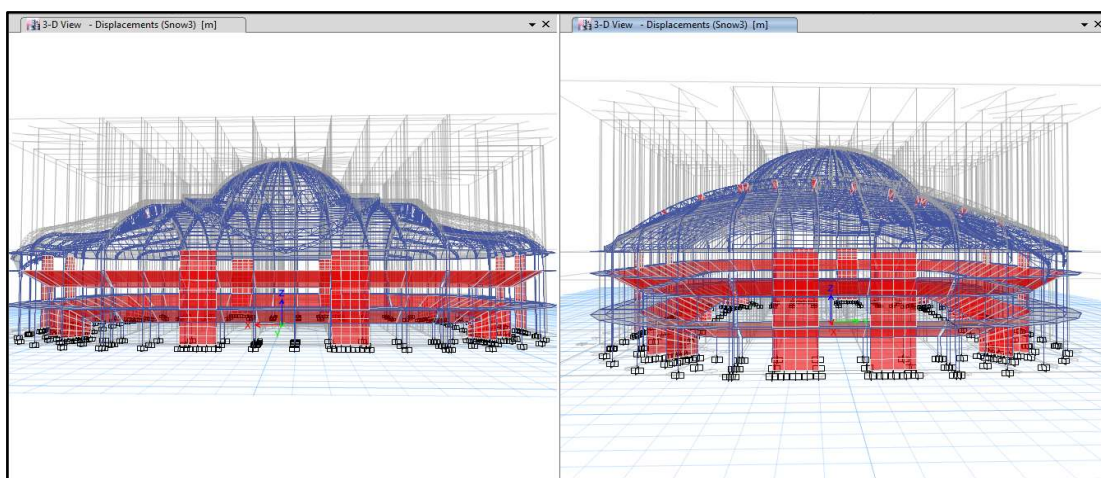 3-D View - Displacements (Snow3) [m]
3-D View - Displacements (Snow3) [m]
Z
X
Y
Z
X